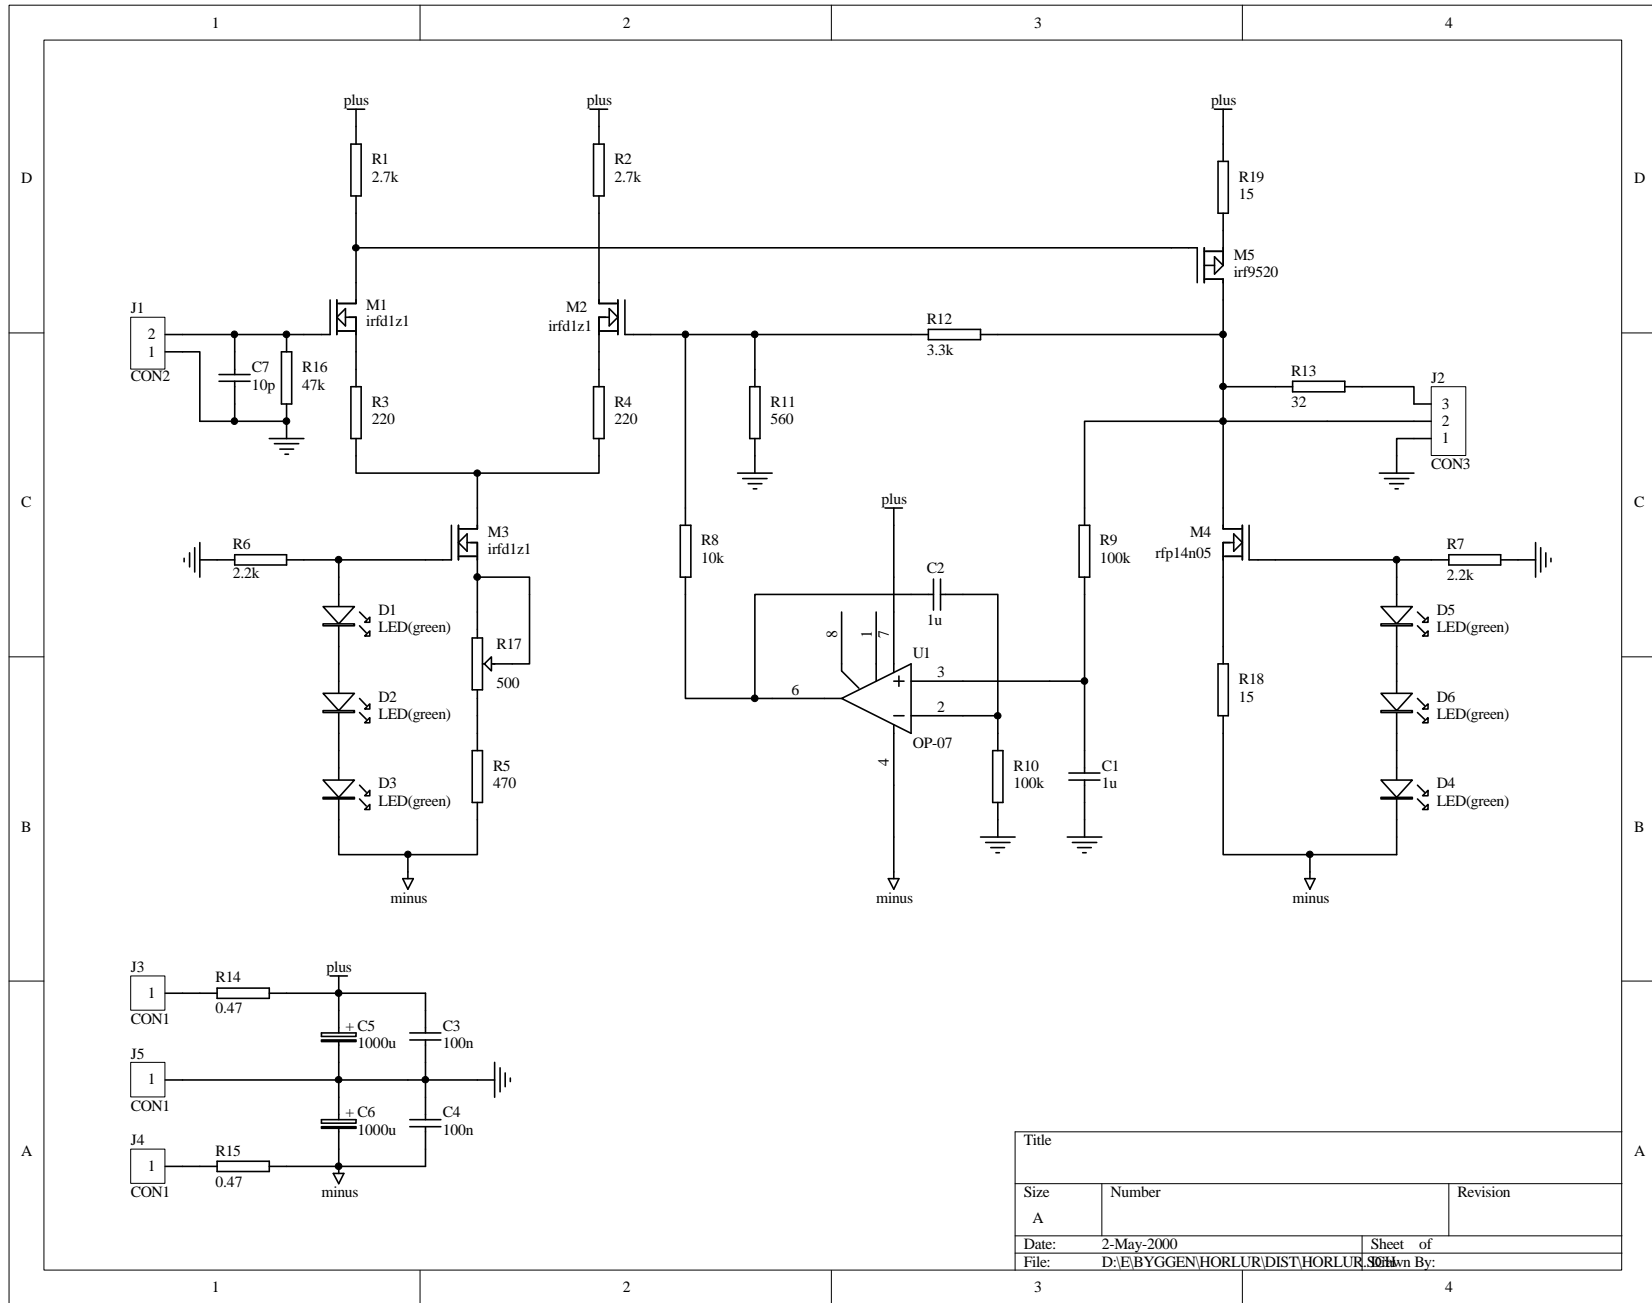 1 2 3 4
D D
C C
B B
A A
plus
plus
plus
R1
2.7k
R2
2.7k
R19
15
M5
irf9520
J1
2
1
CON2
M1
irfd1z1
M2
irfd1z1
R12
3.3k
C7
10p
R16
47k
R3
220
R4
220
R11
560
R13
32
J2
3
2
1
CON3
R6
2.2k
M3
irfd1z1
plus
R8
10k
R9
100k
M4
rfp14n05
R7
2.2k
C2
1u
D1
LED(green)
R17
500
8
1
7
U1
D5
LED(green)
6
+
3
−
2
OP-07
4
D2
LED(green)
R18
15
D6
LED(green)
R5
470
R10
100k
C1
1u
D3
LED(green)
D4
LED(green)
minus
minus
minus
J3
1
CON1
R14
0.47
plus
+ C5
1000u
C3
100n
J5
1
CON1
+ C6
1000u
C4
100n
J4
1
CON1
R15
0.47
minus
Title
Size
A
Number
Revision
Date: 2-May-2000 Sheet of
File: D:\E\BYGGEN\HORLUR\DIST\HORLUR.SCH Drawn By:
1 2 3 4